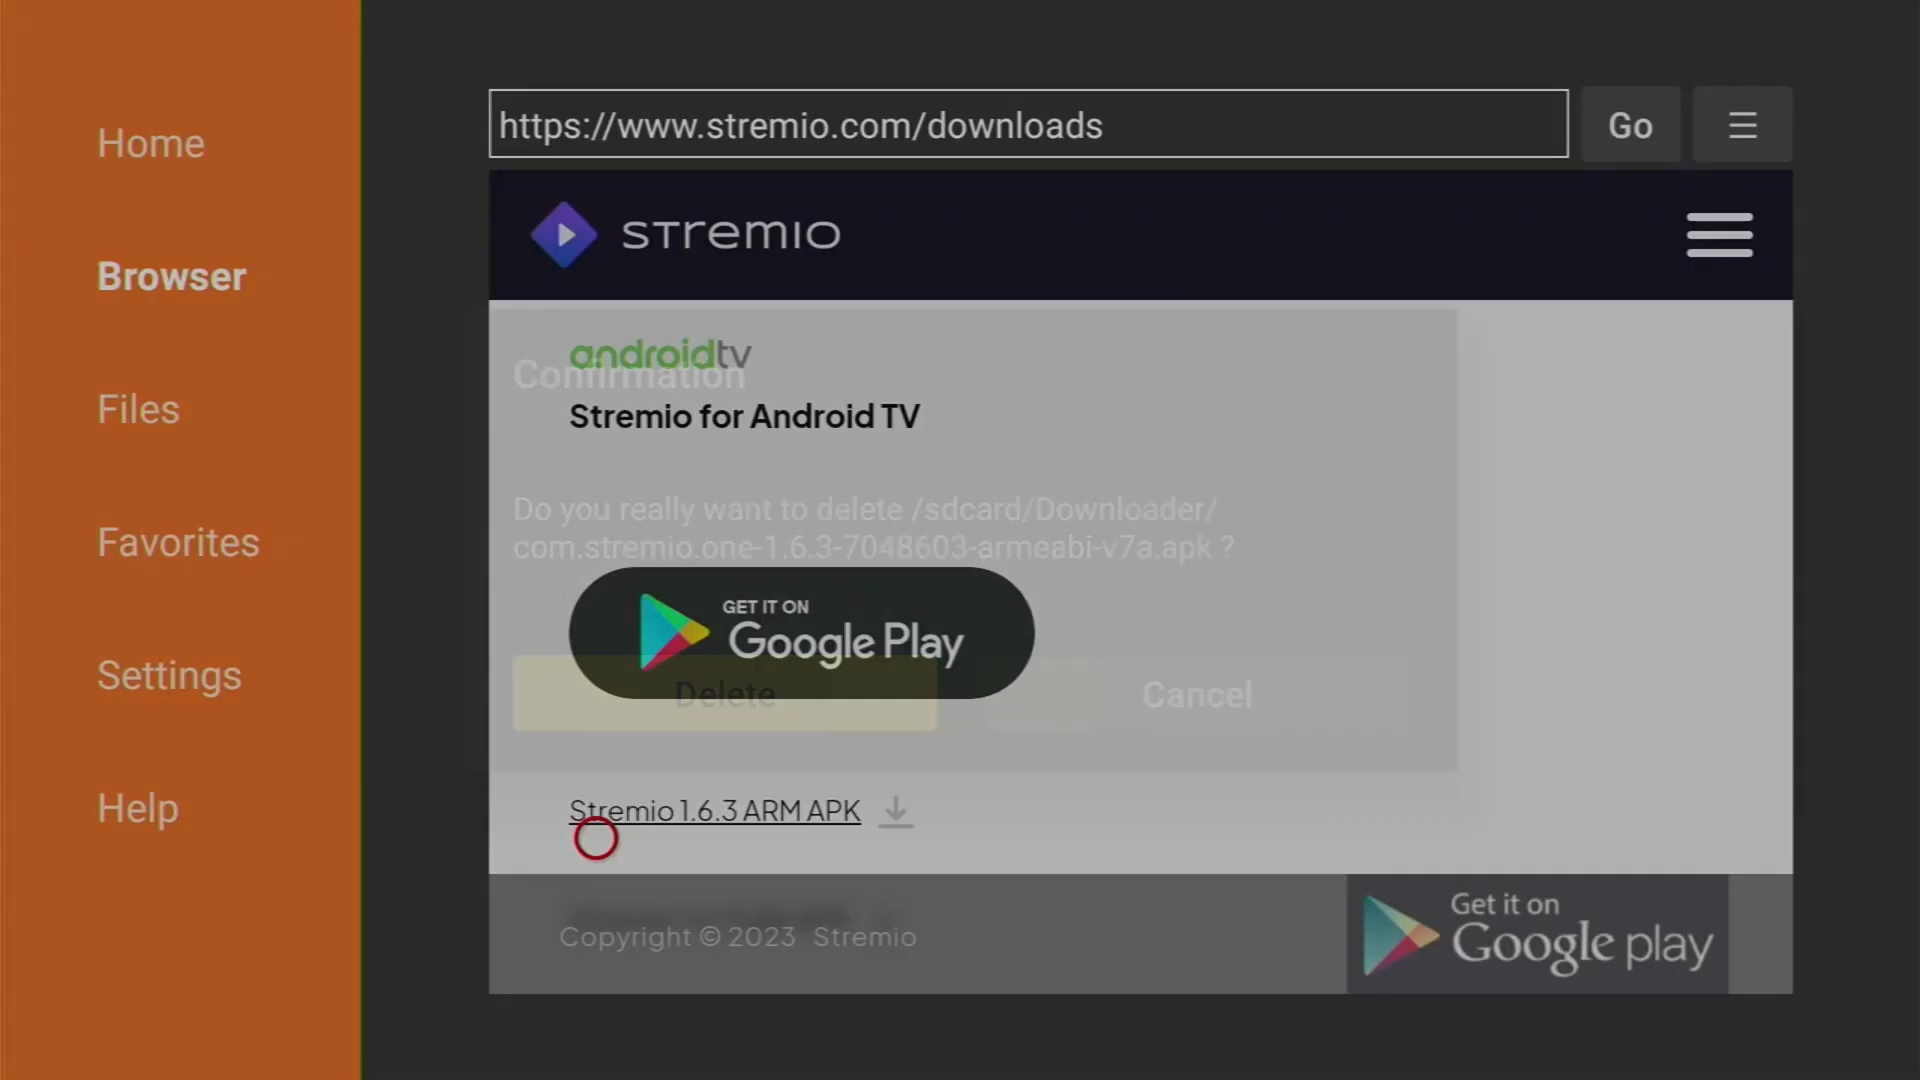 Home
Browser
Files
Favorites
Settings
Help
https://www.stremio.com/downloads
Go
stremio
androidtv
Confirmation
Stremio for Android TV
Do you really want to delete /sdcard/Downloader/
com.stremio.one-1.6.3-7048603-armeabi-v7a.apk ?
GET IT ON
Google Play
Delete
Cancel
Stremio 1.6.3 ARM APK
Copyright © 2023 Stremio
Get it on
Google play